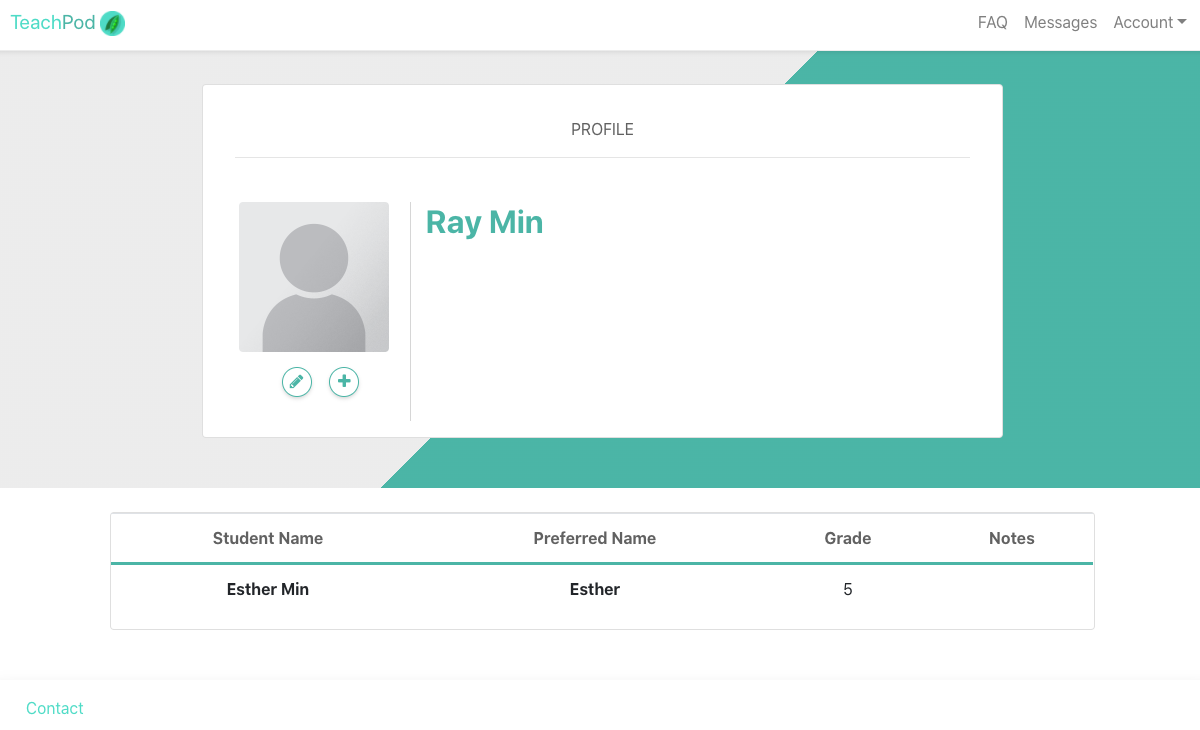 TeachPod FAQ Messages Account
PROFILE
Ray Min
Student Name Preferred Name Grade Notes
Esther Min Esther 5
Contact